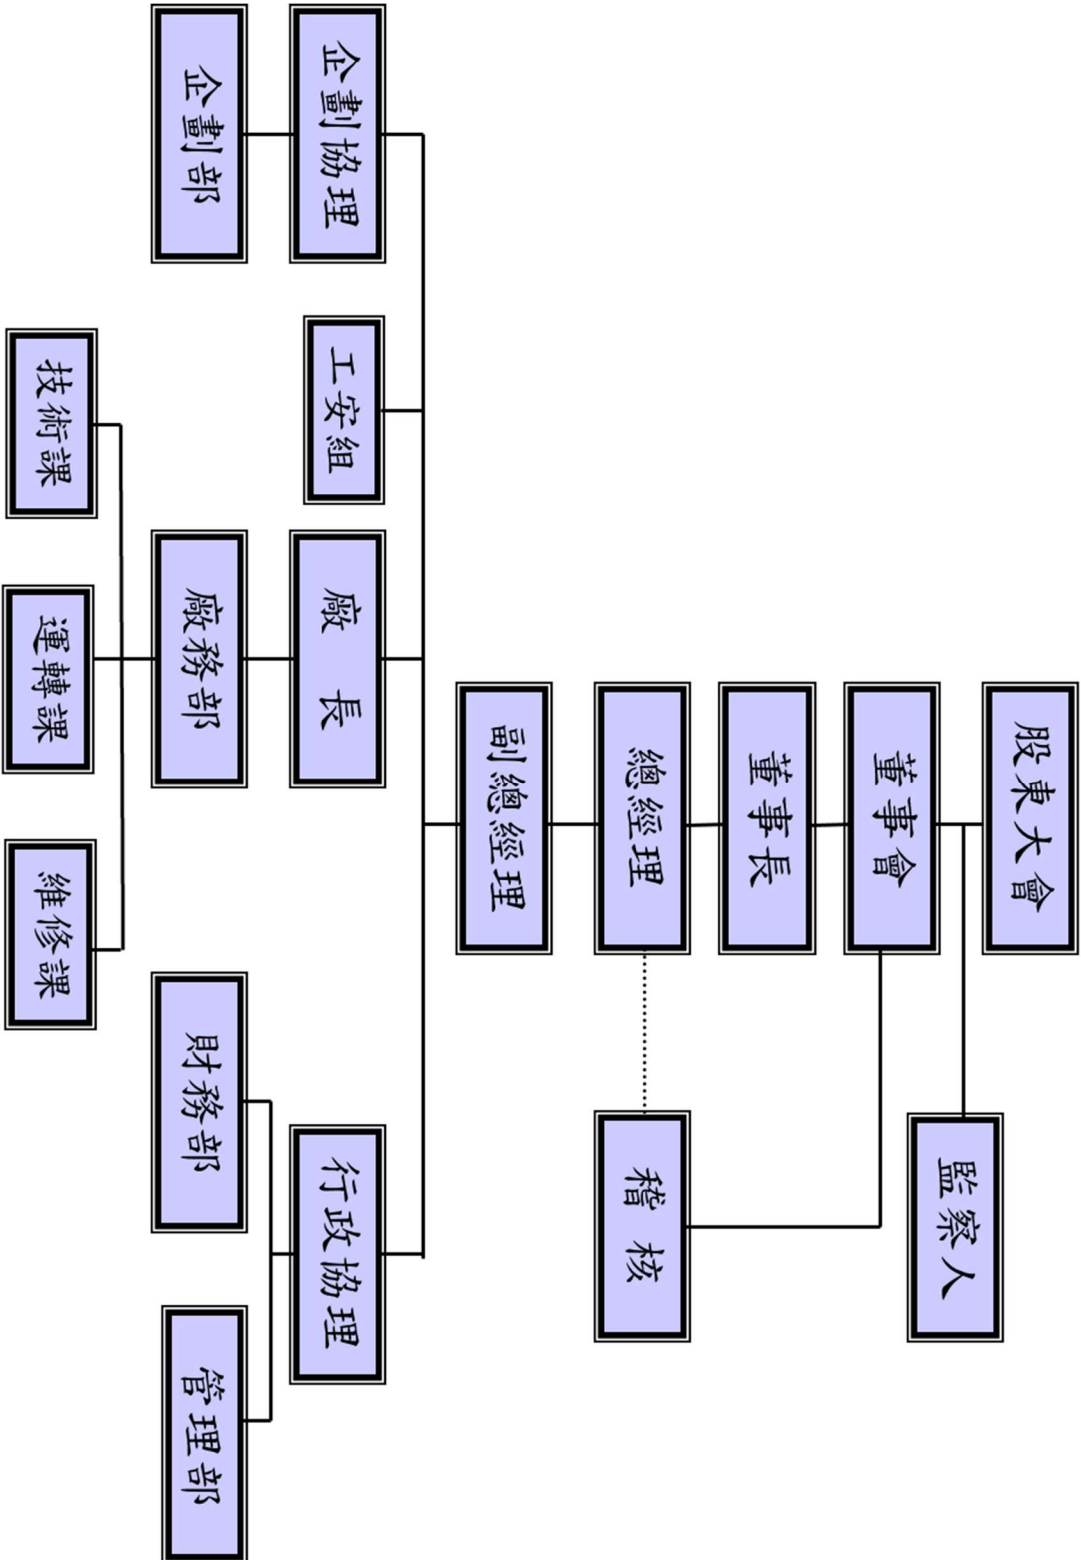 股東大會
監察人
董事會
董事長
總經理
稽 核
副總經理
企劃協理
工安組
廠 長
行政協理
企劃部
廠務部
財務部
管理部
技術課
運轉課
維修課